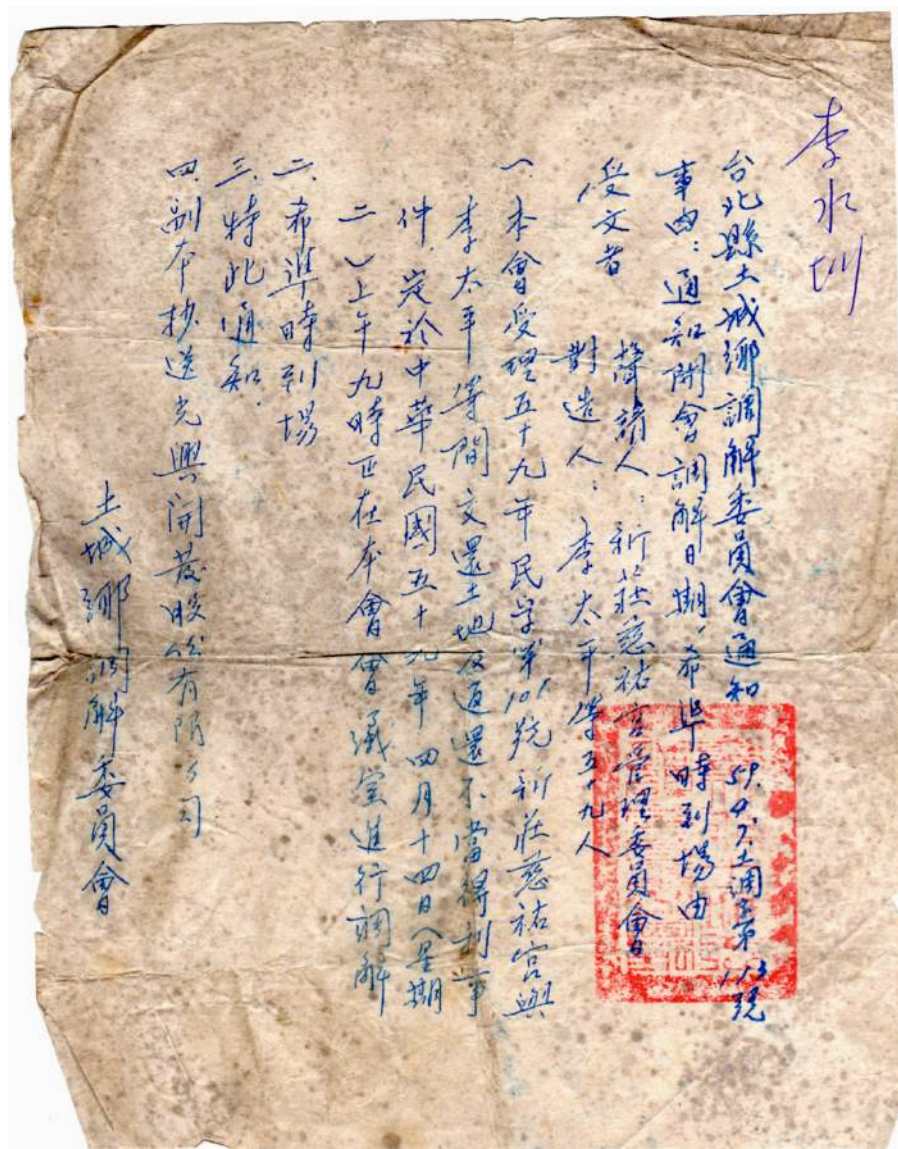 李水圳
台北縣土城鄉調解委員會通知 59.4.7.土調字第113號
事由：通知開會調解日期，希準時到場由
受文者 聲請人：新莊慈祐宮管理委員會
對造人：李太平等五十九人
一、本會受理五十九年民字第101號新莊慈祐宮與
李太平等間交還土地及返還不當得利事
件，定於中華民國五十九年四月十四日（星期
二）上午九時正在本會會議室進行調解
二、希準時到場
三、特此通知．
四、副本抄送光興開發股份有限公司
土城鄉調解委員會